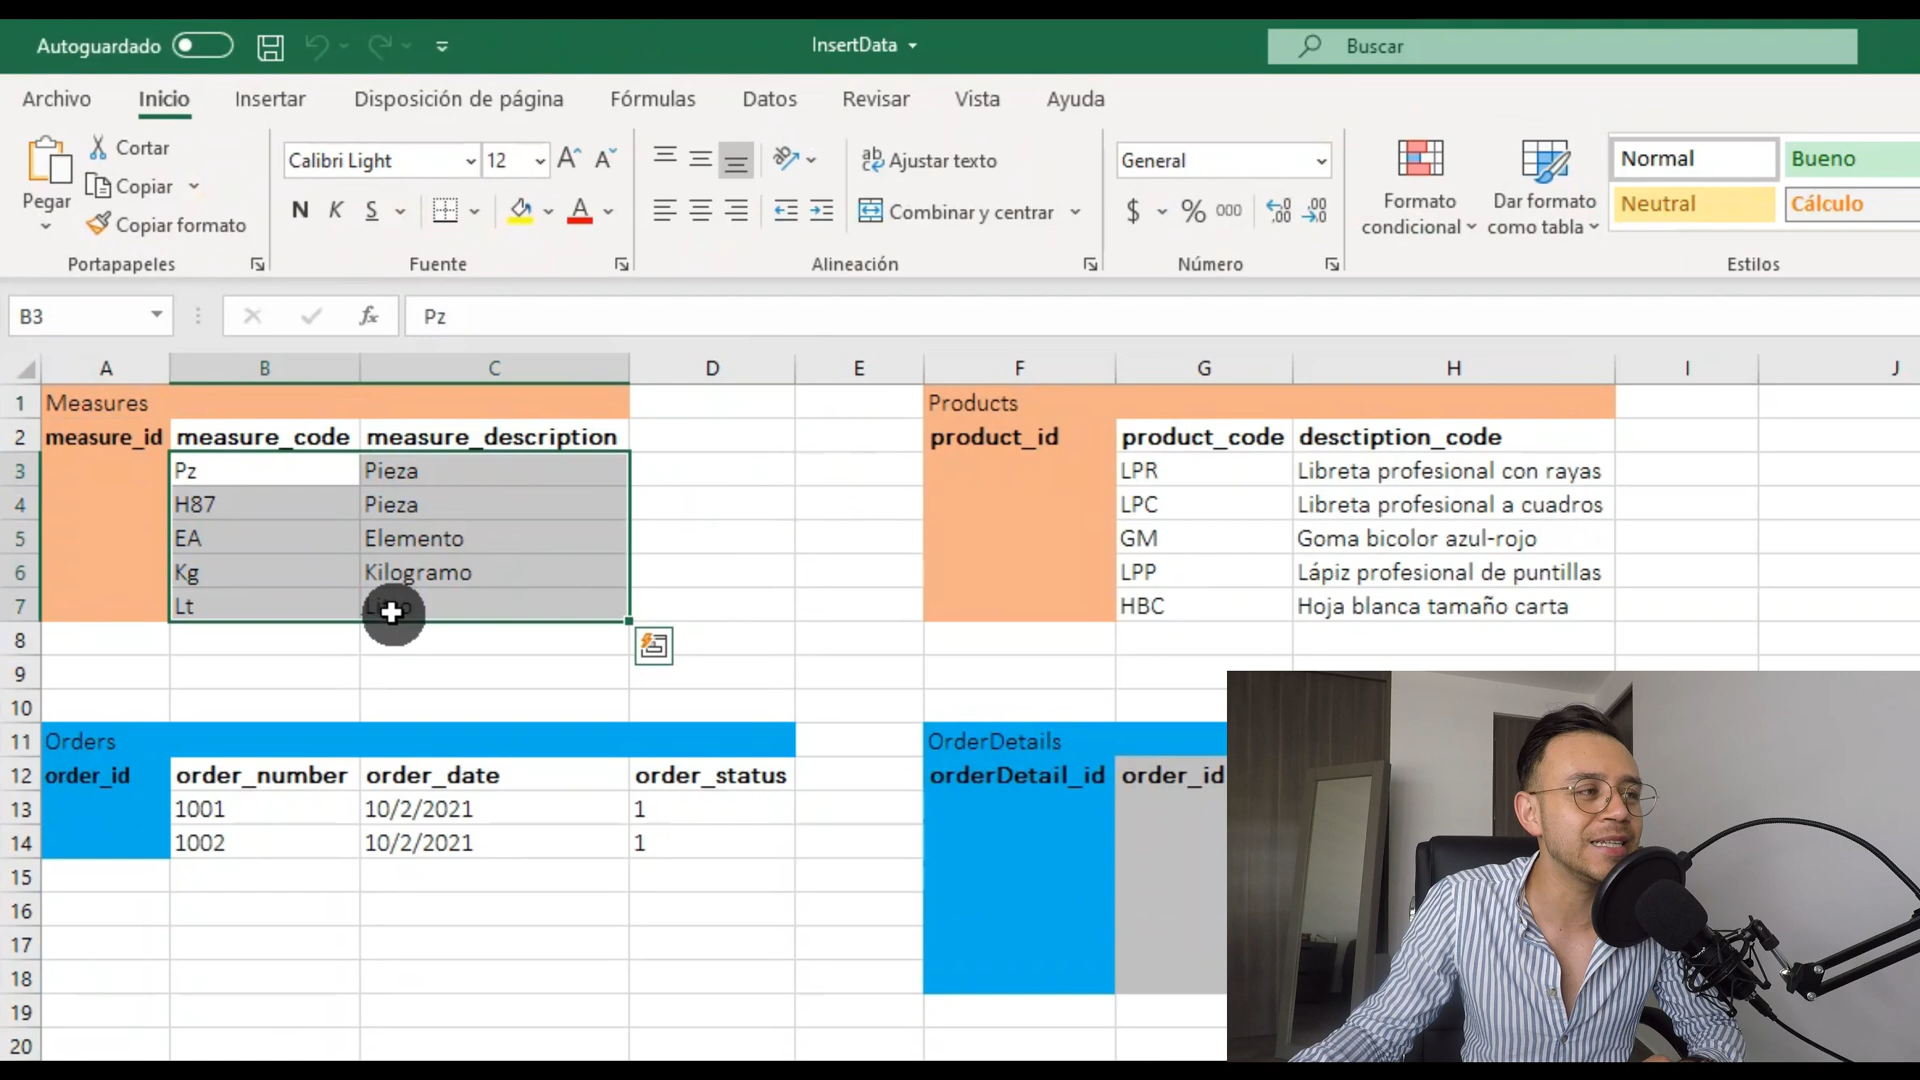 Autoguardado
InsertData
Buscar
Archivo Inicio Insertar Disposición de página Fórmulas Datos Revisar Vista Ayuda
Pegar
Cortar
Copiar
Copiar formato
Portapapeles
Calibri Light 12
N K S
Fuente
Ajustar texto
Combinar y centrar
Alineación
General
$ % 000
Número
Formato condicional
Dar formato como tabla
Normal Bueno
Neutral Cálculo
Estilos
B3 fx Pz
A B C D E F G H I J
1 Measures Products
2 measure_id measure_code measure_description product_id product_code desctiption_code
3 Pz Pieza LPR Libreta profesional con rayas
4 H87 Pieza LPC Libreta profesional a cuadros
5 EA Elemento GM Goma bicolor azul-rojo
6 Kg Kilogramo LPP Lápiz profesional de puntillas
7 Lt HBC Hoja blanca tamaño carta
8
9
10
11 Orders OrderDetails
12 order_id order_number order_date order_status orderDetail_id order_id
13 1001 10/2/2021 1
14 1002 10/2/2021 1
15
16
17
18
19
20